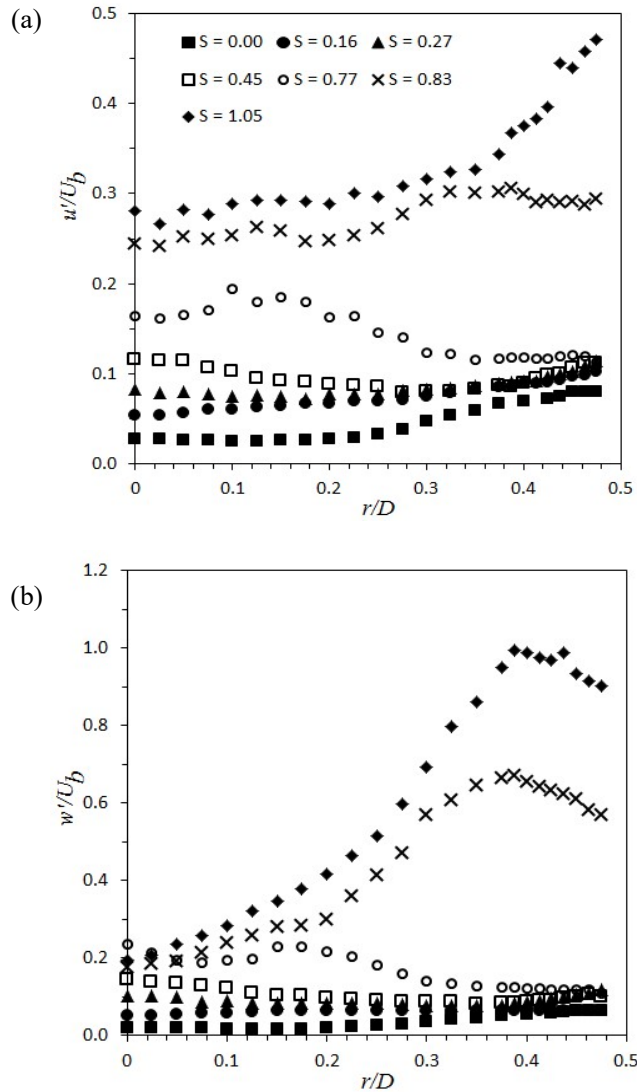 (a)
S = 0.00 S = 0.16 S = 0.27
S = 0.45 S = 0.77 S = 0.83
S = 1.05
0.5
0.4
0.3
0.2
0.1
0.0
u'/U_b
0 0.1 0.2 0.3 0.4 0.5
r/D
(b)
1.2
1.0
0.8
0.6
0.4
0.2
0.0
w'/U_b
0 0.1 0.2 0.3 0.4 0.5
r/D